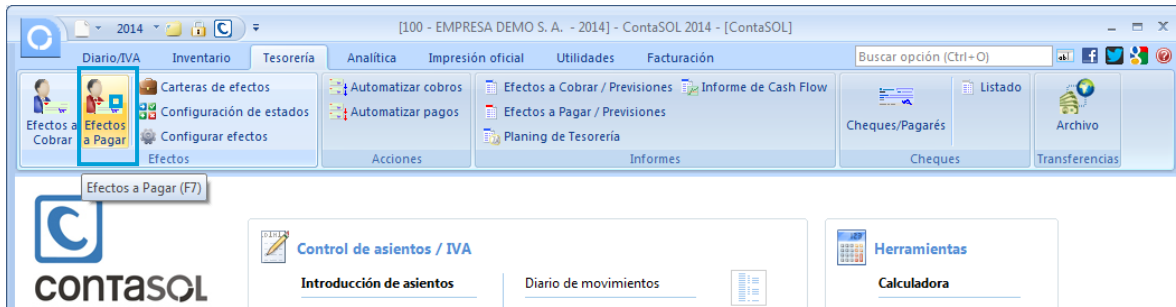 2014
[100 - EMPRESA DEMO S. A. - 2014] - ContaSOL 2014 - [ContaSOL]
Diario/IVA Inventario Tesorería Analítica Impresión oficial Utilidades Facturación Buscar opción (Ctrl+O)
Efectos a Cobrar
Efectos a Pagar
Carteras de efectos
Configuración de estados
Configurar efectos
Efectos
Automatizar cobros
Automatizar pagos
Acciones
Efectos a Cobrar / Previsiones Informe de Cash Flow
Efectos a Pagar / Previsiones
Planing de Tesorería
Informes
Cheques/Pagarés
Listado
Cheques
Archivo
Transferencias
Efectos a Pagar (F7)
C
contasol
Control de asientos / IVA
Introducción de asientos Diario de movimientos
Herramientas
Calculadora